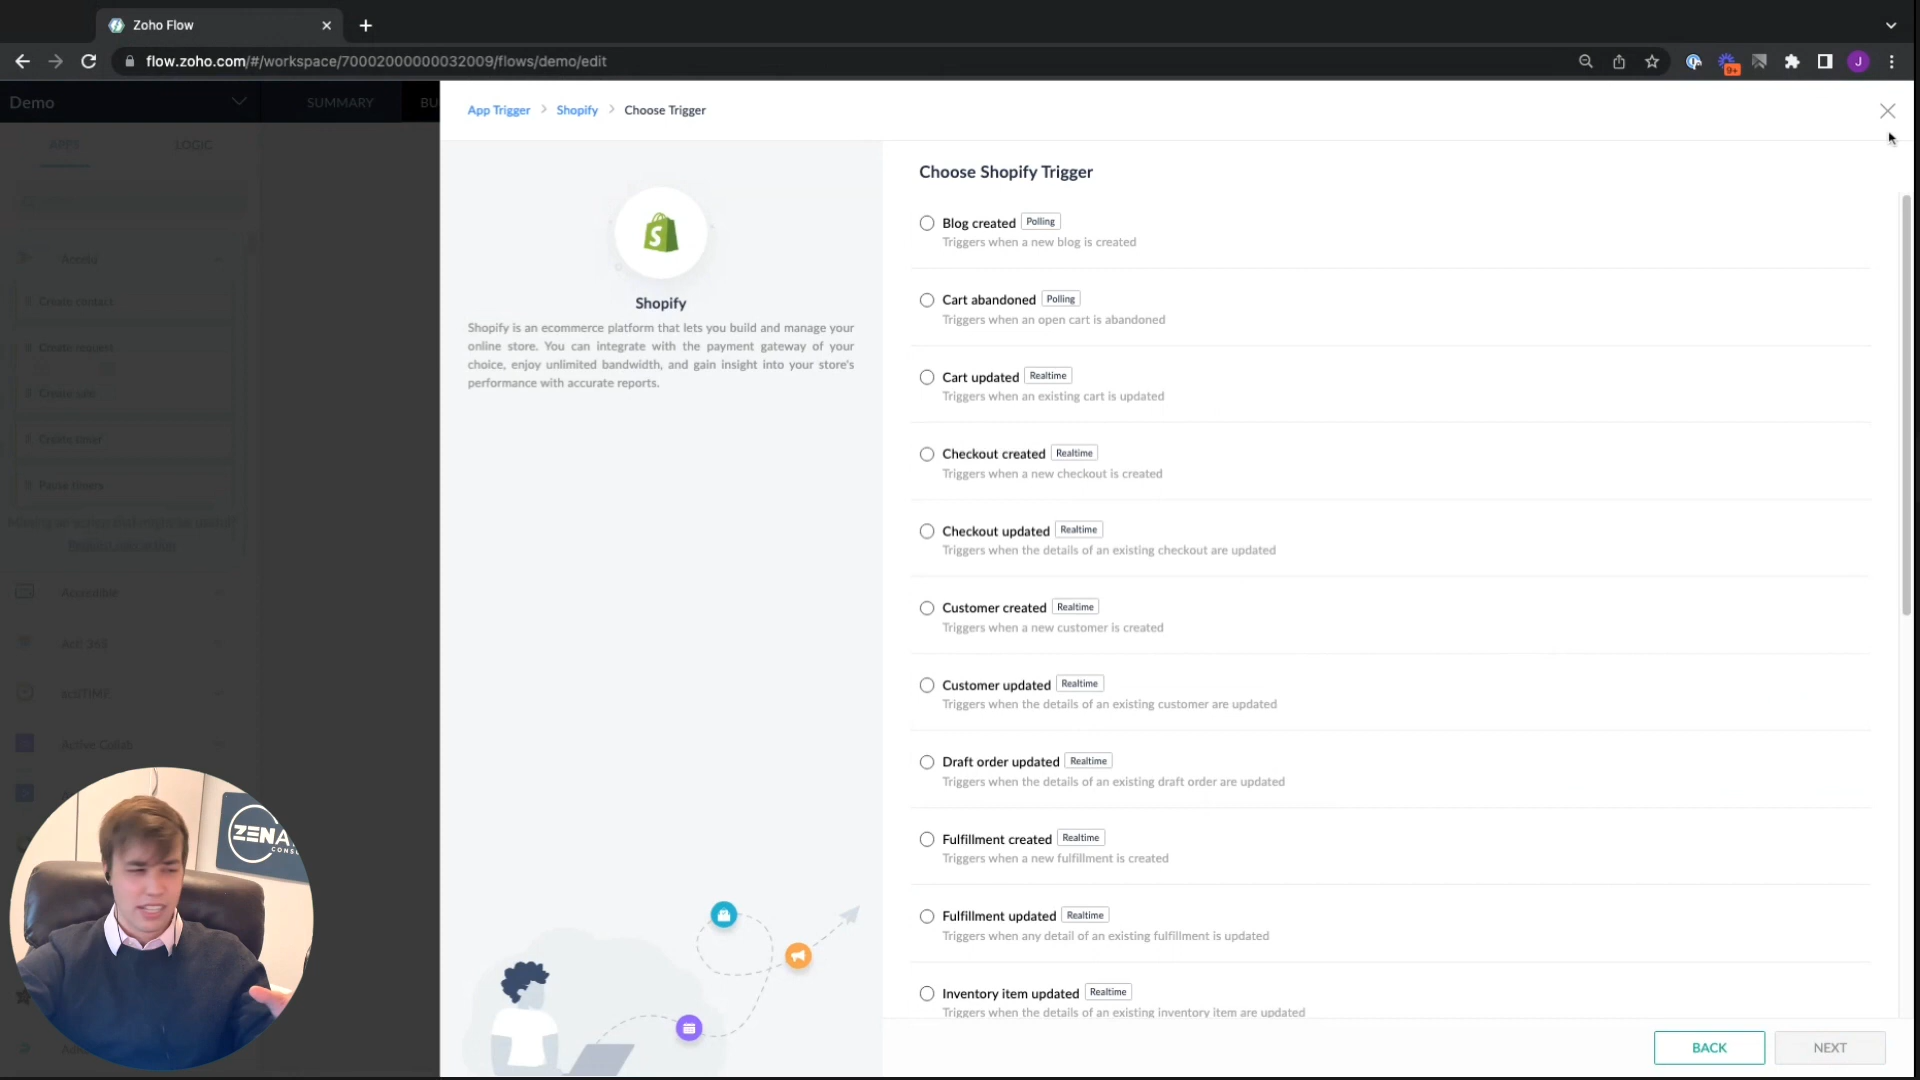 Zoho Flow
flow.zoho.com/#/workspace/70002000000032009/flows/demo/edit
9+
J
Demo
SUMMARY
BU
APPS
LOGIC
App Trigger > Shopify > Choose Trigger
Create contact
Create request
Create sale
Create timer
Pause timers
Accredible
Act! 365
actiTIME
ActFec Collab
Shopify
Shopify is an ecommerce platform that lets you build and manage your
online store. You can integrate with the payment gateway of your
choice, enjoy unlimited bandwidth, and gain insight into your store's
performance with accurate reports.
Choose Shopify Trigger
Blog created Polling
Triggers when a new blog is created
Cart abandoned Polling
Triggers when an open cart is abandoned
Cart updated Realtime
Triggers when an existing cart is updated
Checkout created Realtime
Triggers when a new checkout is created
Checkout updated Realtime
Triggers when the details of an existing checkout are updated
Customer created Realtime
Triggers when a new customer is created
Customer updated Realtime
Triggers when the details of an existing customer are updated
Draft order updated Realtime
Triggers when the details of an existing draft order are updated
Fulfillment created Realtime
Triggers when a new fulfillment is created
Fulfillment updated Realtime
Triggers when any detail of an existing fulfillment is updated
Inventory item updated Realtime
Triggers when the details of an existing inventory item are updated
ZENA
CONS
BACK
NEXT